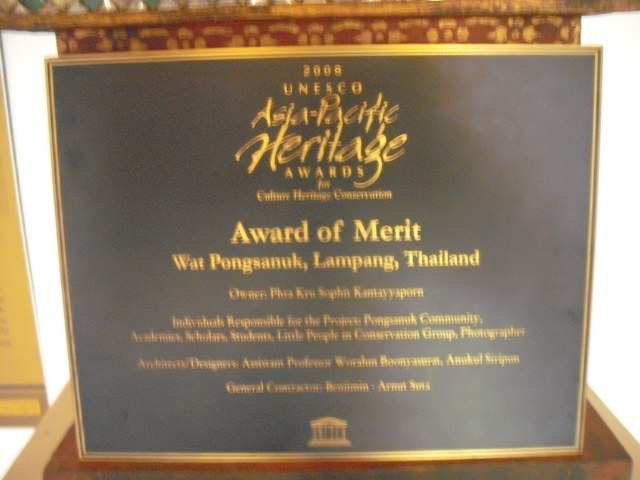 2008
UNESCO
Asia-Pacific
Heritage
AWARDS
for
Culture Heritage Conservation
Award of Merit
Wat Pongsanuk, Lampang, Thailand
Owner: Phra Kru Sophit Kantayyaporn
Individuals Responsible for the Project: Pongsanuk Community,
Academics, Scholars, Students, Little People in Conservation Group, Photographer
Architects/Designers: Assistant Professor Woralun Boonyasurat, Anukul Siripun
General Contractor: - Arnut Suta